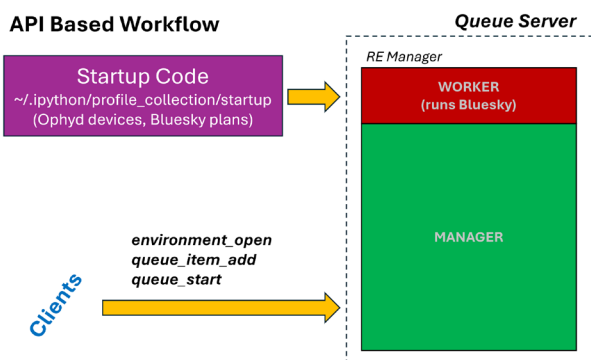 API Based Workflow
Queue Server
Startup Code
~/.ipython/profile_collection/startup
(Ophyd devices, Bluesky plans)
RE Manager
WORKER
(runs Bluesky)
MANAGER
environment_open
queue_item_add
queue_start
Clients